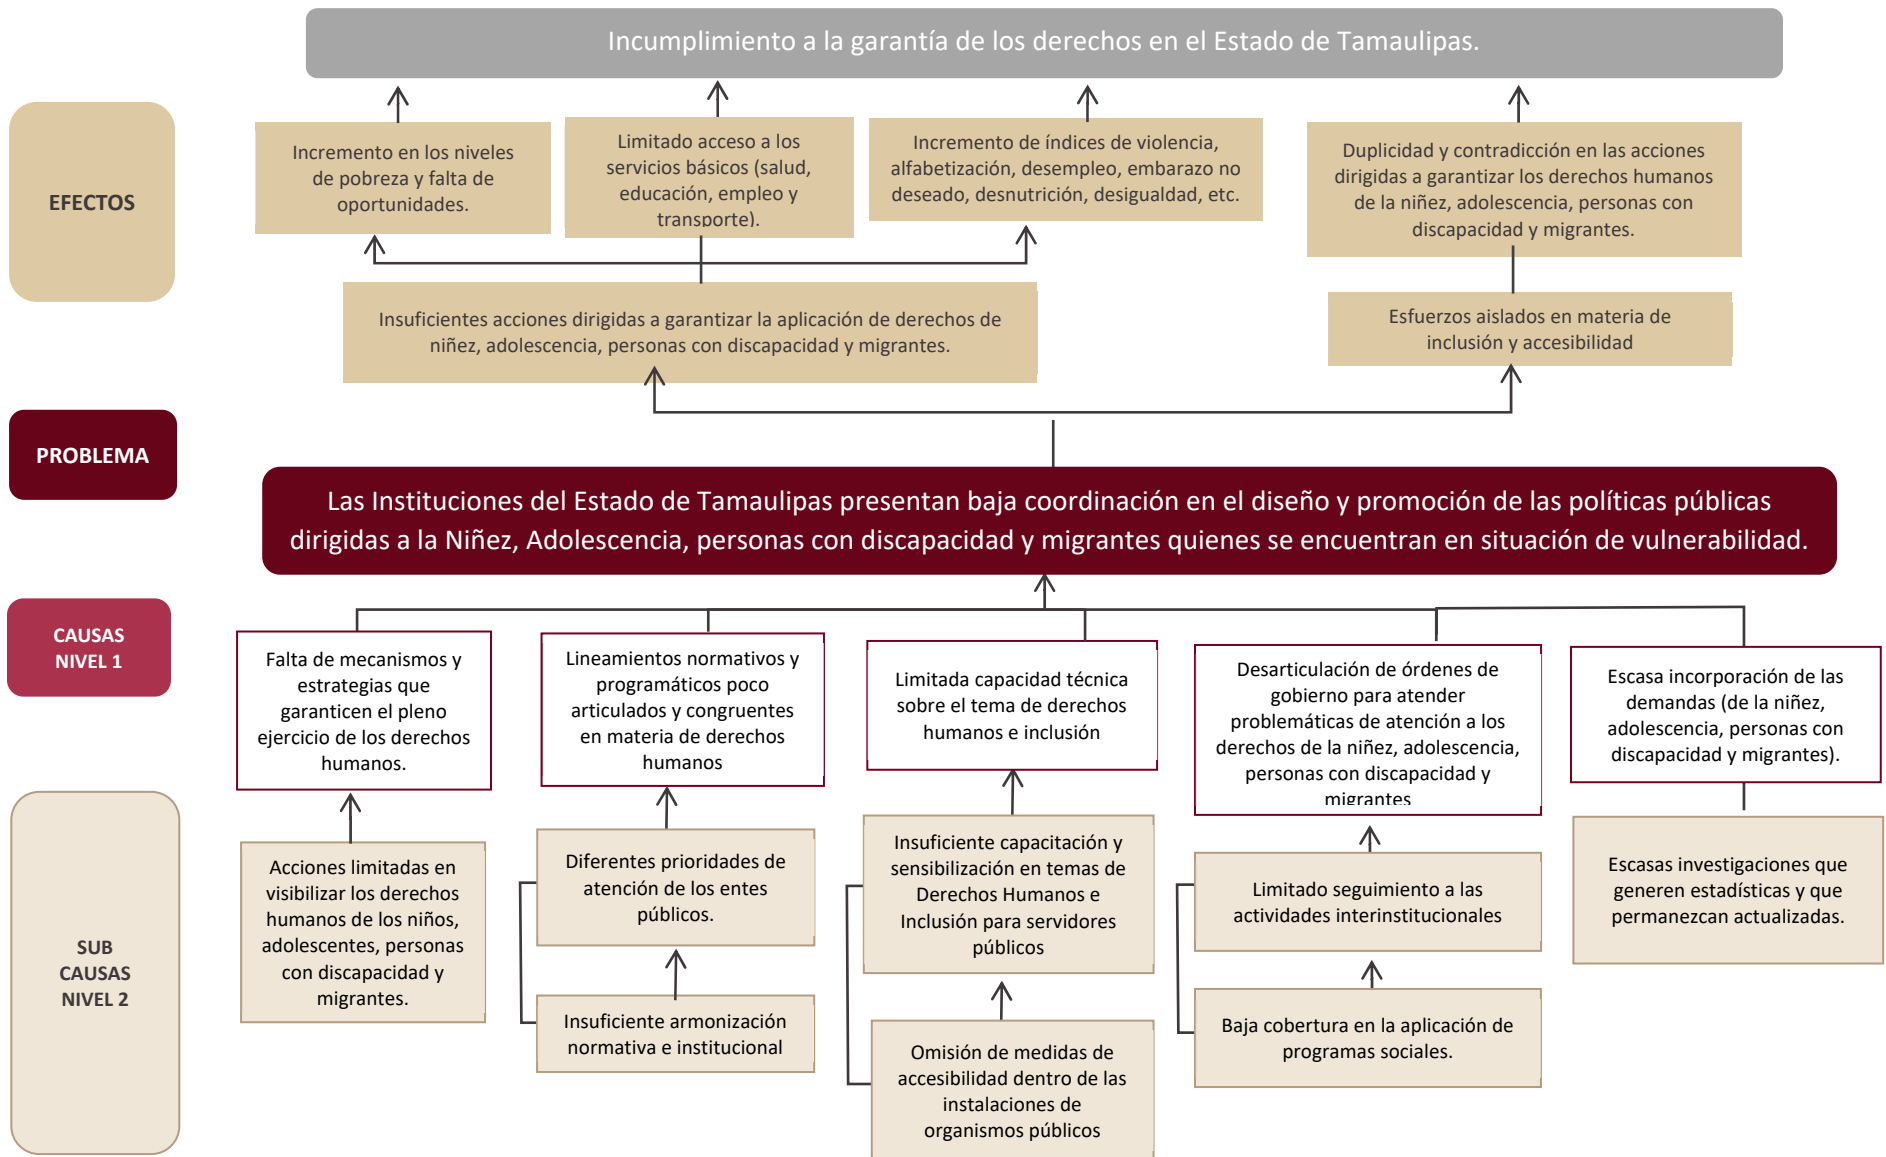 Incumplimiento a la garantía de los derechos en el Estado de Tamaulipas.
EFECTOS
Incremento en los niveles
de pobreza y falta de
oportunidades.
Limitado acceso a los
servicios básicos (salud,
educación, empleo y
transporte).
Incremento de índices de violencia,
alfabetización, desempleo, embarazo no
deseado, desnutrición, desigualdad, etc.
Duplicidad y contradicción en las acciones
dirigidas a garantizar los derechos humanos
de la niñez, adolescencia, personas con
discapacidad y migrantes.
Insuficientes acciones dirigidas a garantizar la aplicación de derechos de
niñez, adolescencia, personas con discapacidad y migrantes.
Esfuerzos aislados en materia de
inclusión y accesibilidad
PROBLEMA
Las Instituciones del Estado de Tamaulipas presentan baja coordinación en el diseño y promoción de las políticas públicas
dirigidas a la Niñez, Adolescencia, personas con discapacidad y migrantes quienes se encuentran en situación de vulnerabilidad.
CAUSAS
NIVEL 1
Falta de mecanismos y
estrategias que
garanticen el pleno
ejercicio de los derechos
humanos.
Lineamientos normativos y
programáticos poco
articulados y congruentes
en materia de derechos
humanos
Limitada capacidad técnica
sobre el tema de derechos
humanos e inclusión
Desarticulación de órdenes de
gobierno para atender
problemáticas de atención a los
derechos de la niñez, adolescencia,
personas con discapacidad y
migrantes
Escasa incorporación de las
demandas (de la niñez,
adolescencia, personas con
discapacidad y migrantes).
SUB
CAUSAS
NIVEL 2
Acciones limitadas en
visibilizar los derechos
humanos de los niños,
adolescentes, personas
con discapacidad y
migrantes.
Diferentes prioridades de
atención de los entes
públicos.
Insuficiente armonización
normativa e institucional
Insuficiente capacitación y
sensibilización en temas de
Derechos Humanos e
Inclusión para servidores
públicos
Omisión de medidas de
accesibilidad dentro de las
instalaciones de
organismos públicos
Limitado seguimiento a las
actividades interinstitucionales
Baja cobertura en la aplicación de
programas sociales.
Escasas investigaciones que
generen estadísticas y que
permanezcan actualizadas.